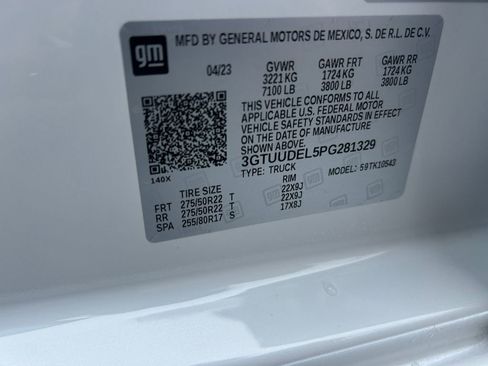 gm
MFD BY GENERAL MOTORS DE MEXICO, S. DE R.L. DE C.V.
04/23 GVWR GAWR FRT GAWR RR
3221 KG 1724 KG 1724 KG
7100 LB 3800 LB 3800 LB
THIS VEHICLE CONFORMS TO ALL
APPLICABLE U.S. FEDERAL MOTOR
VEHICLE SAFETY STANDARDS IN EFFECT
ON THE DATE OF MANUFACTURE
SHOWN ABOVE.
3GTUUDEL5PG281329
140X TYPE: TRUCK MODEL: 59TK10543
TIRE SIZE RIM
FRT 275/50R22 T 22X9J
RR 275/50R22 T 22X9J
SPA 255/80R17 S 17X8J